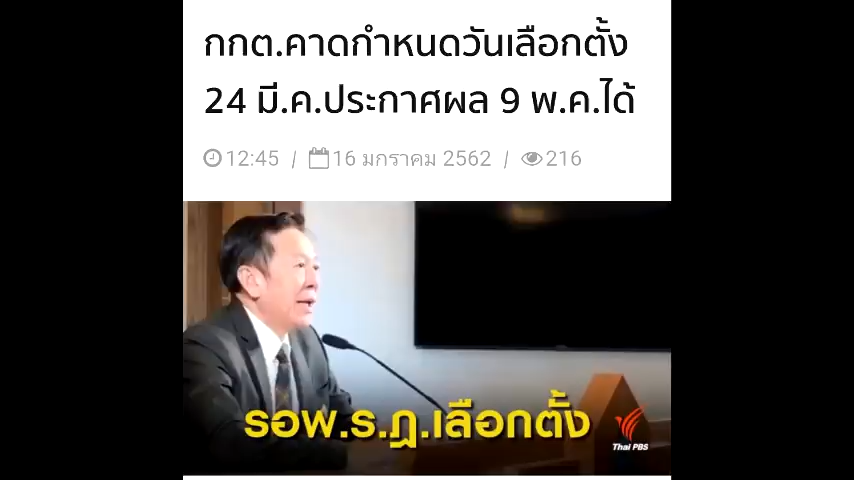 กกต.คาดกำหนดวันเลือกตั้ง
24 มี.ค.ประกาศผล 9 พ.ค.ได้
12:45 / 16 มกราคม 2562 / 216
รอพ.ร.ฎ.เลือกตั้ง
Thai PBS